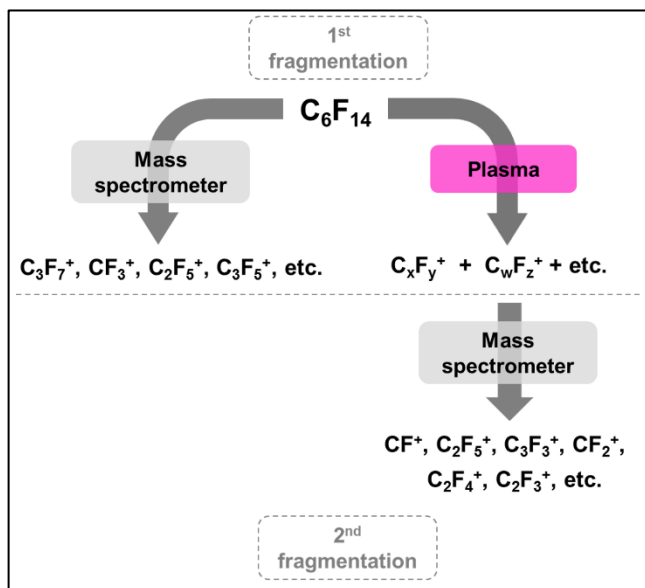 1st
fragmentation
C6F14
Mass
spectrometer
Plasma
C3F7+, CF3+, C2F5+, C3F5+, etc.
CxFy+ + CwFz+ + etc.
Mass
spectrometer
CF+, C2F5+, C3F3+, CF2+,
C2F4+, C2F3+, etc.
2nd
fragmentation